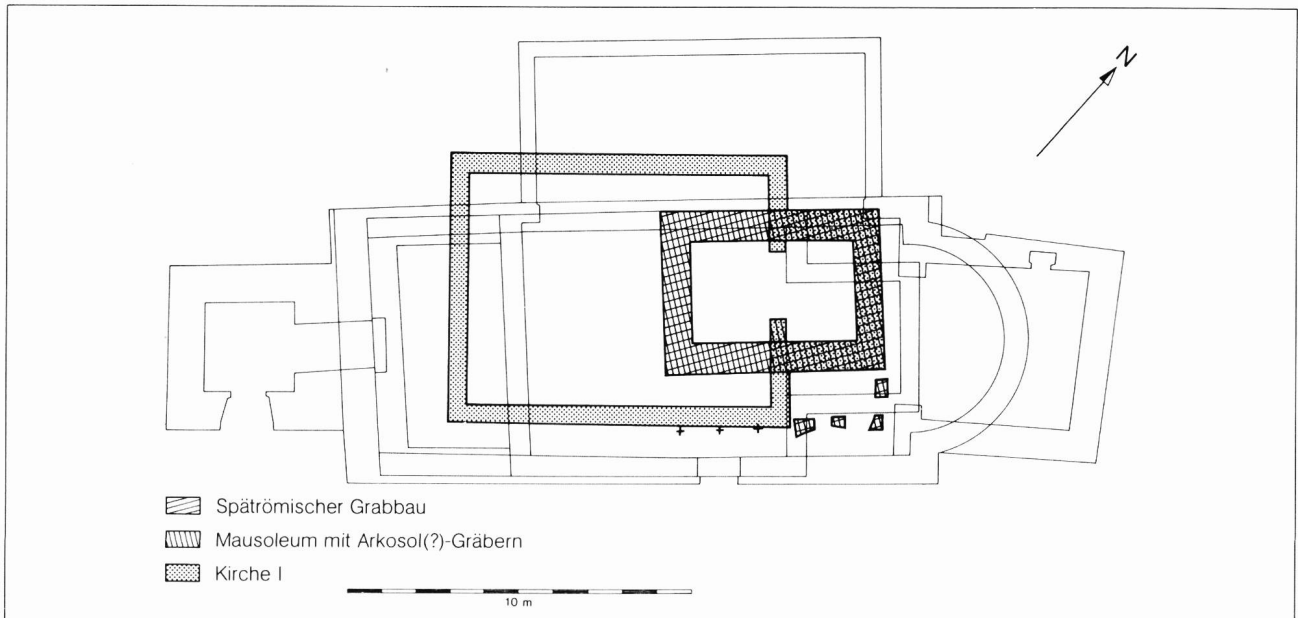 N
Spätrömischer Grabbau
Mausoleum mit Arkosol(?)-Gräbern
Kirche I
10 m